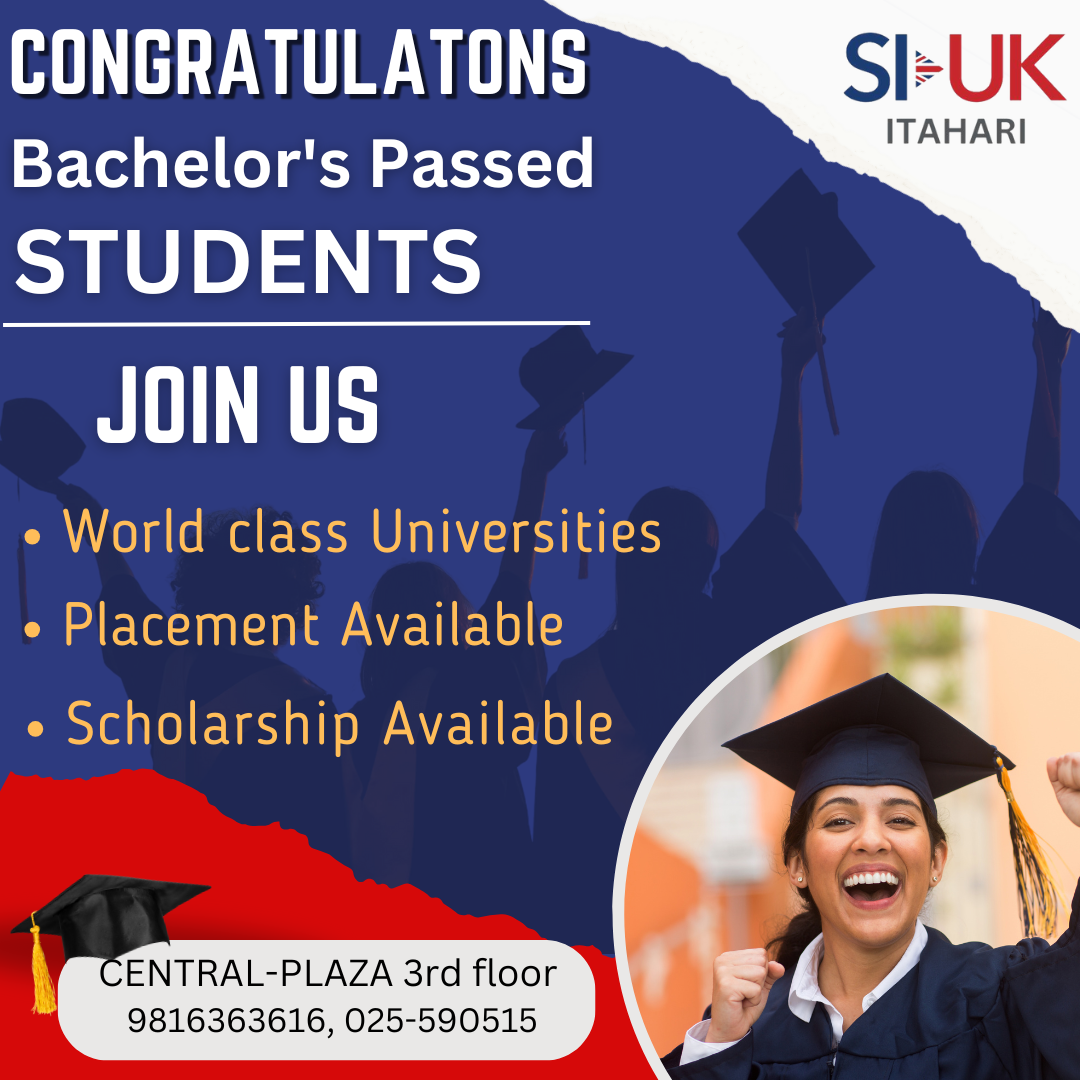 CONGRATULATONS
Bachelor's Passed
STUDENTS
JOIN US
• World class Universities
• Placement Available
• Scholarship Available
SI-UK
ITAHARI
CENTRAL-PLAZA 3rd floor
9816363616, 025-590515